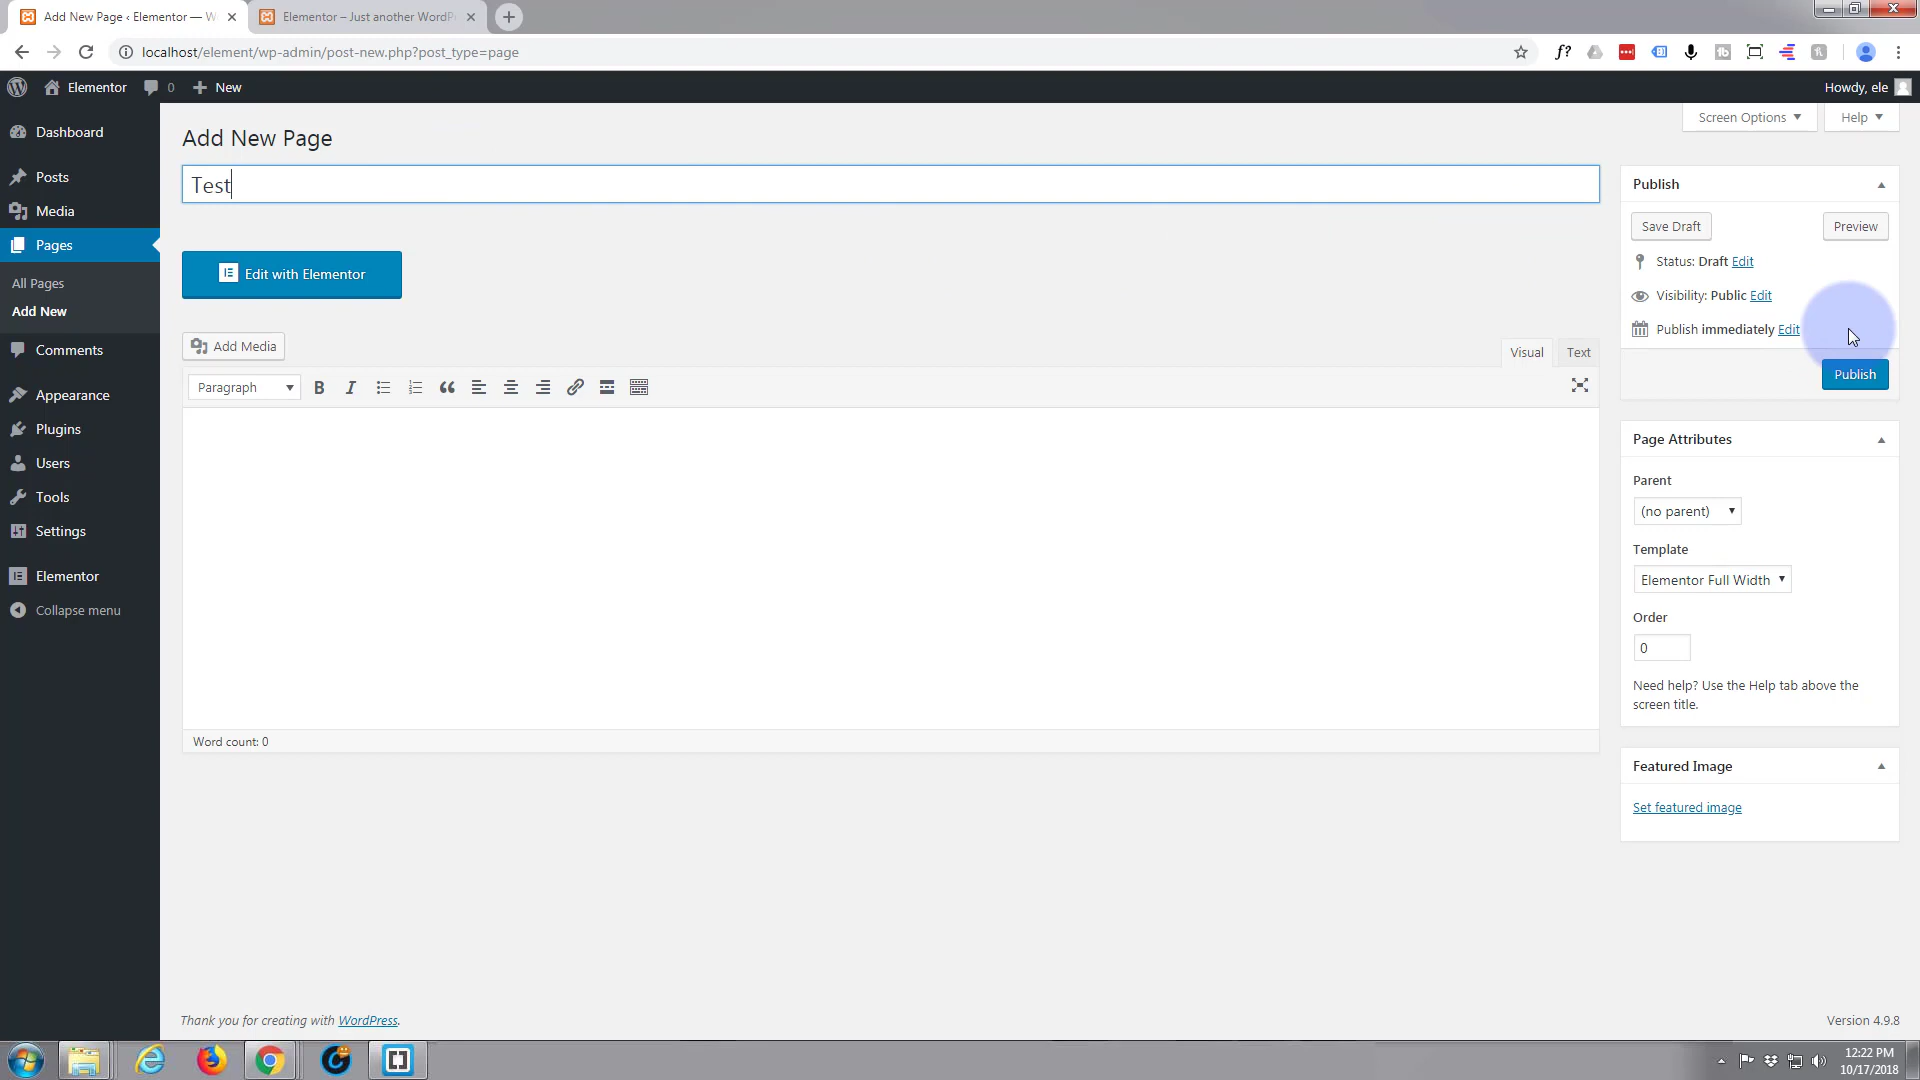 Add New Page ‹ Elementor — W
Elementor – Just another WordP
localhost/element/wp-admin/post-new.php?post_type=page
f?
Elementor
0
New
Howdy, ele
Dashboard
Posts
Media
Pages
All Pages
Add New
Comments
Appearance
Plugins
Users
Tools
Settings
Elementor
Collapse menu
Screen Options
Help
Add New Page
Test
Edit with Elementor
Add Media
Visual
Text
Paragraph
B
I
Word count: 0
Publish
Save Draft
Preview
Status: Draft Edit
Visibility: Public Edit
Publish immediately Edit
Publish
Page Attributes
Parent
(no parent)
Template
Elementor Full Width
Order
0
Need help? Use the Help tab above the
screen title.
Featured Image
Set featured image
Thank you for creating with WordPress.
Version 4.9.8
12:22 PM
10/17/2018